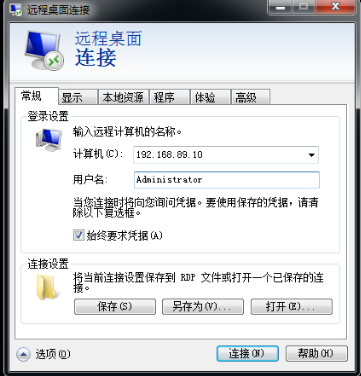 远程桌面连接
远程桌面
连接
常规 显示 本地资源 程序 体验 高级
登录设置
输入远程计算机的名称。
计算机(C): 192.168.89.10
用户名: Administrator
当您连接时将向您询问凭据。要使用保存的凭据，请清
除以下复选框。
始终要求凭据(A)
连接设置
将当前连接设置保存到 RDP 文件或打开一个已保存的连
接。
保存(S) 另存为(V)... 打开(E)...
选项(O) 连接(N) 帮助(H)